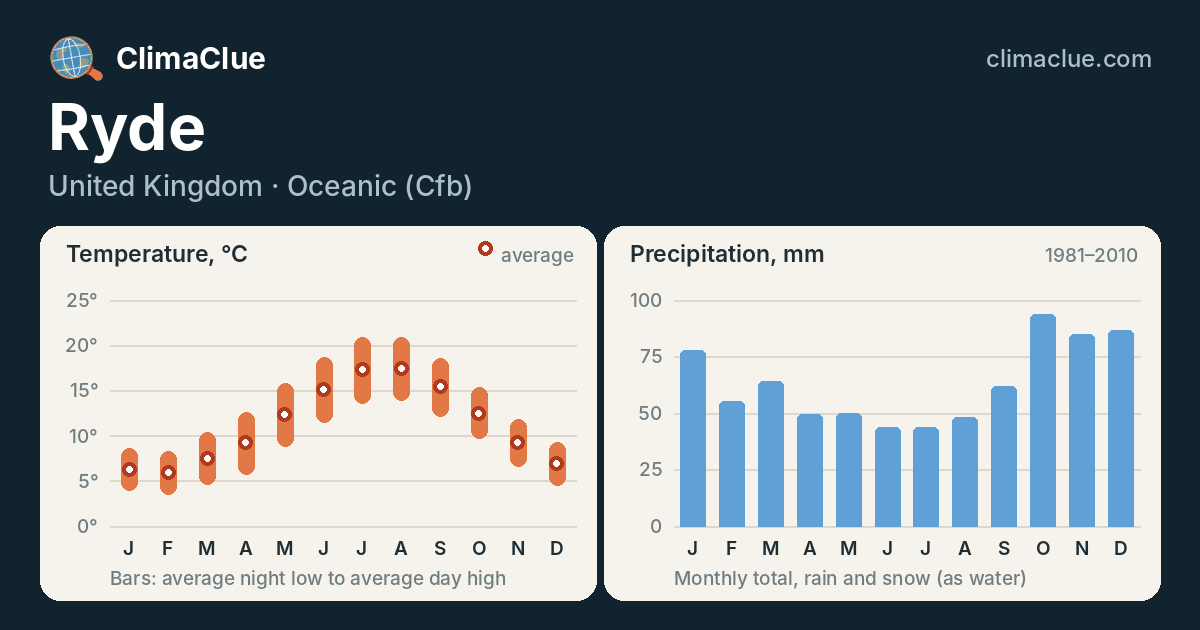 ClimaClue
climaclue.com
Ryde
United Kingdom · Oceanic (Cfb)
Temperature, °C
average
25°
20°
15°
10°
5°
0°
J F M A M J J A S O N D
Bars: average night low to average day high
Precipitation, mm
1981–2010
100
75
50
25
0
J F M A M J J A S O N D
Monthly total, rain and snow (as water)